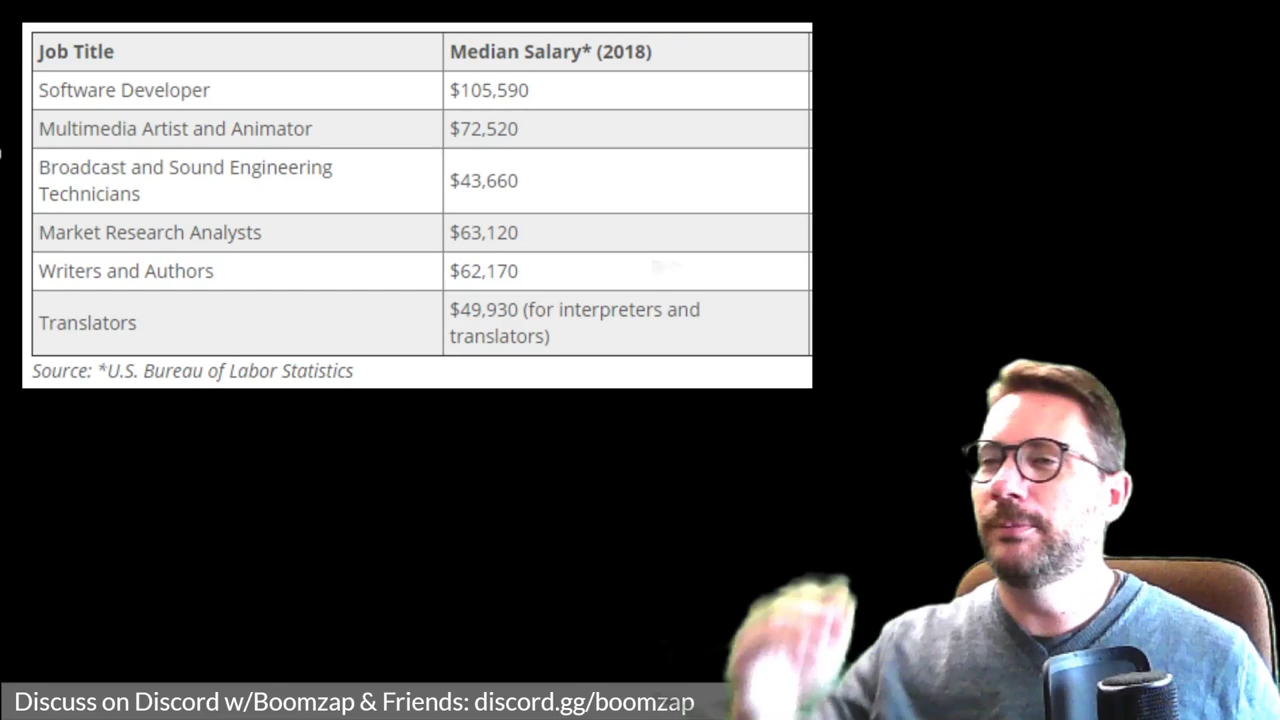 Job Title
Median Salary* (2018)
Software Developer
$105,590
Multimedia Artist and Animator
$72,520
Broadcast and Sound Engineering
Technicians
$43,660
Market Research Analysts
$63,120
Writers and Authors
$62,170
Translators
$49,930 (for interpreters and
translators)
Source: *U.S. Bureau of Labor Statistics
Discuss on Discord w/Boomzap & Friends: discord.gg/boomzap